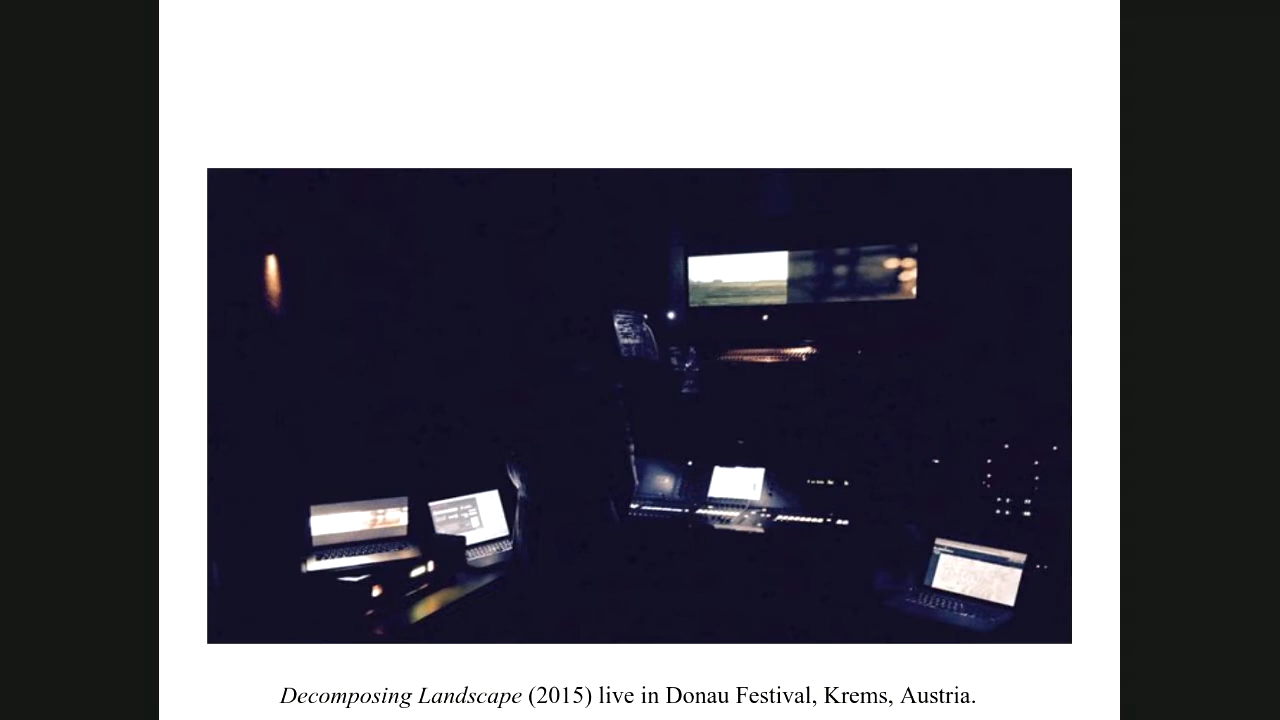 Decomposing Landscape (2015) live in Donau Festival, Krems, Austria.